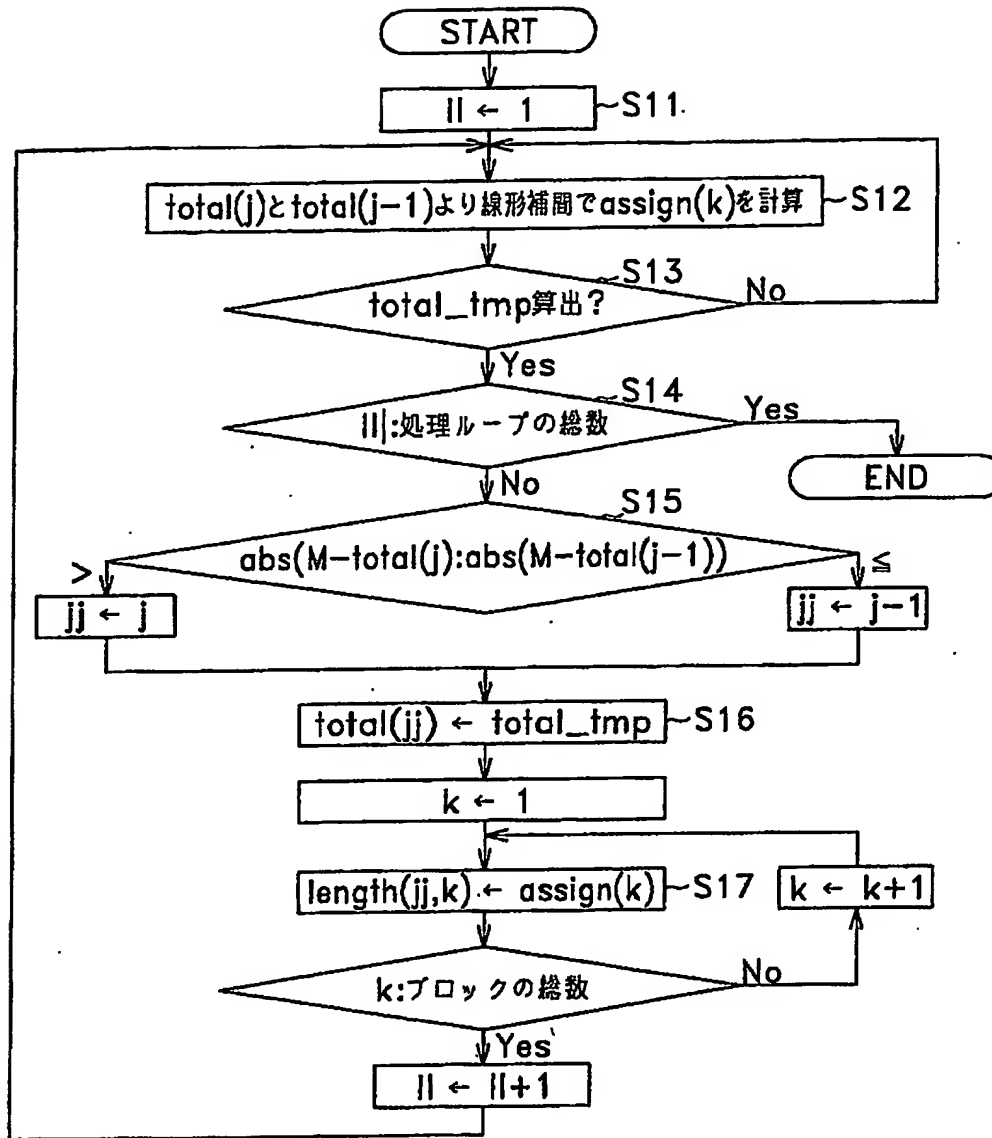 START
ll ← 1 ~S11
total(j)とtotal(j-1)より線形補間でassign(k)を計算 ~S12
S13
total_tmp算出? No
Yes
S14
ll:処理ループの総数 Yes
No
END
S15
abs(M-total(j):abs(M-total(j-1))
> ≦
jj ← j
jj ← j-1
total(jj) ← total_tmp ~S16
k ← 1
length(jj,k) ← assign(k) ~S17
k ← k+1
k:ブロックの総数 No
Yes
ll ← ll+1